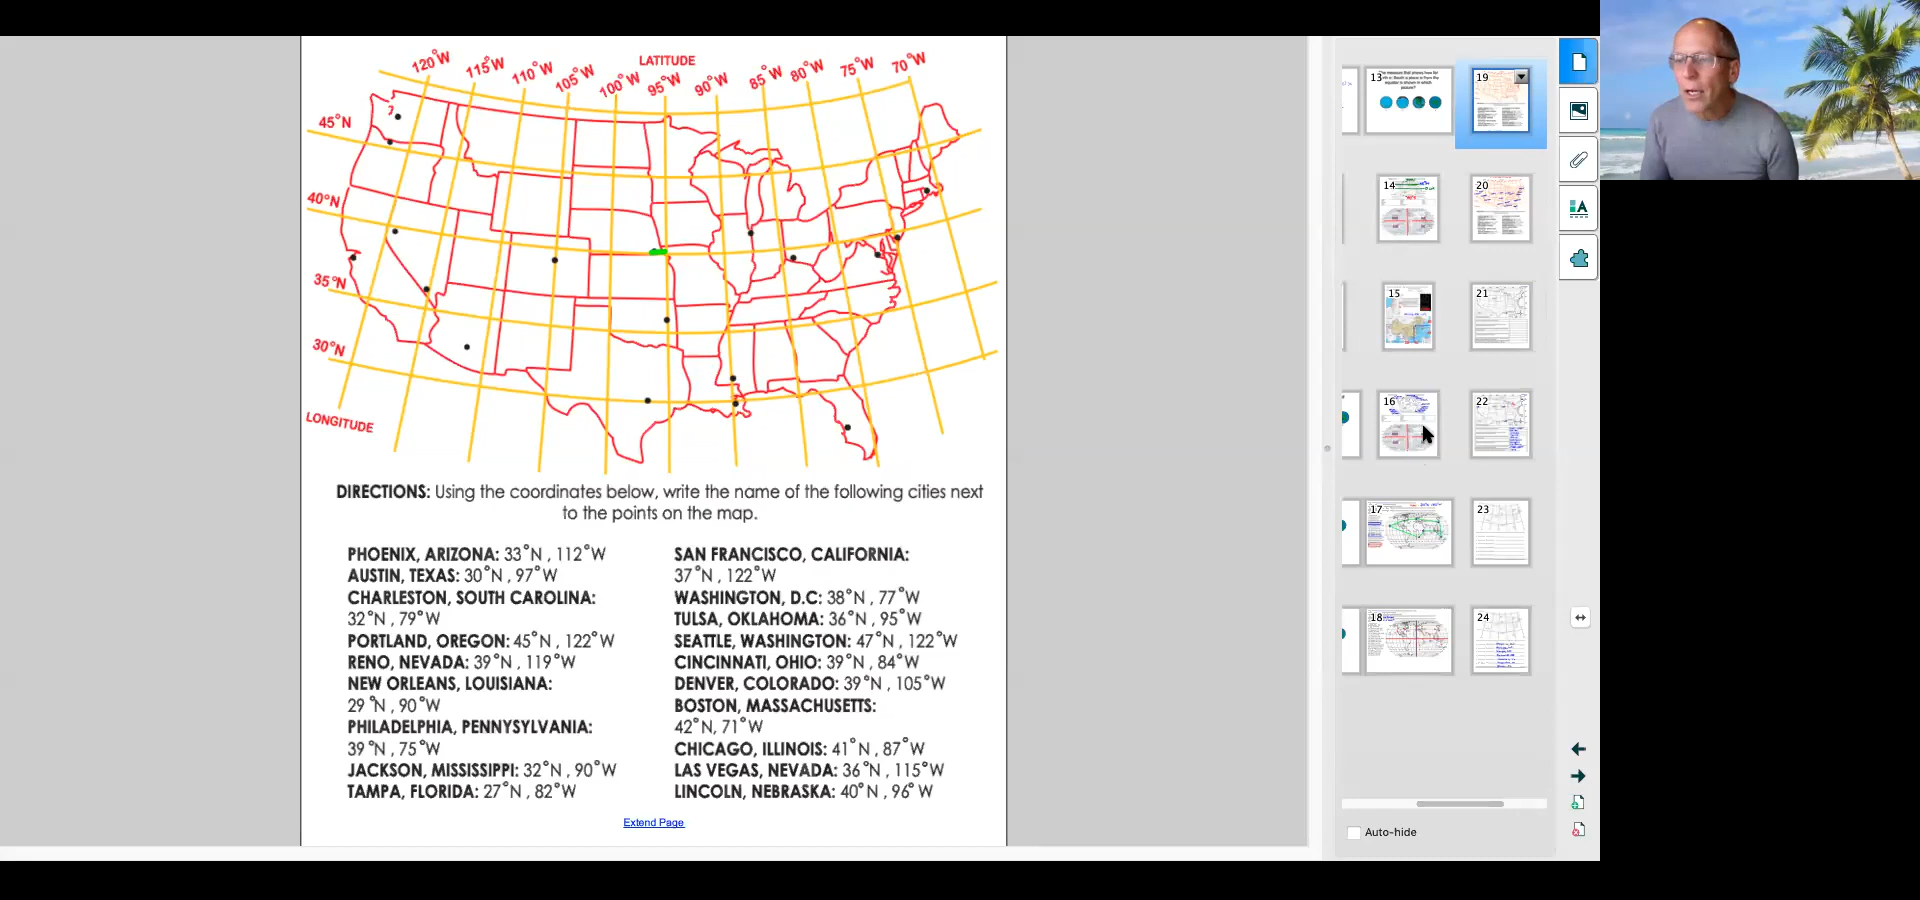 LATITUDE
120°W 115°W 110°W 105°W 100°W 95°W 90°W 85°W 80°W 75°W 70°W
45°N
40°N
35°N
30°N
LONGITUDE
DIRECTIONS: Using the coordinates below, write the name of the following cities next
to the points on the map.
PHOENIX, ARIZONA: 33°N , 112°W
AUSTIN, TEXAS: 30°N , 97°W
CHARLESTON, SOUTH CAROLINA:
32°N , 79°W
PORTLAND, OREGON: 45°N , 122°W
RENO, NEVADA: 39°N , 119°W
NEW ORLEANS, LOUISIANA:
29°N , 90°W
PHILADELPHIA, PENNYSYLVANIA:
39°N , 75°W
JACKSON, MISSISSIPPI: 32°N , 90°W
TAMPA, FLORIDA: 27°N , 82°W
SAN FRANCISCO, CALIFORNIA:
37°N , 122°W
WASHINGTON, D.C: 38°N , 77°W
TULSA, OKLAHOMA: 36°N , 95°W
SEATTLE, WASHINGTON: 47°N , 122°W
CINCINNATI, OHIO: 39°N , 84°W
DENVER, COLORADO: 39°N , 105°W
BOSTON, MASSACHUSETTS:
42°N, 71°W
CHICAGO, ILLINOIS: 41°N , 87°W
LAS VEGAS, NEVADA: 36°N , 115°W
LINCOLN, NEBRASKA: 40°N , 96°W
Extend Page
13
19
14
20
15
21
16
22
17
23
18
24
Auto-hide
A